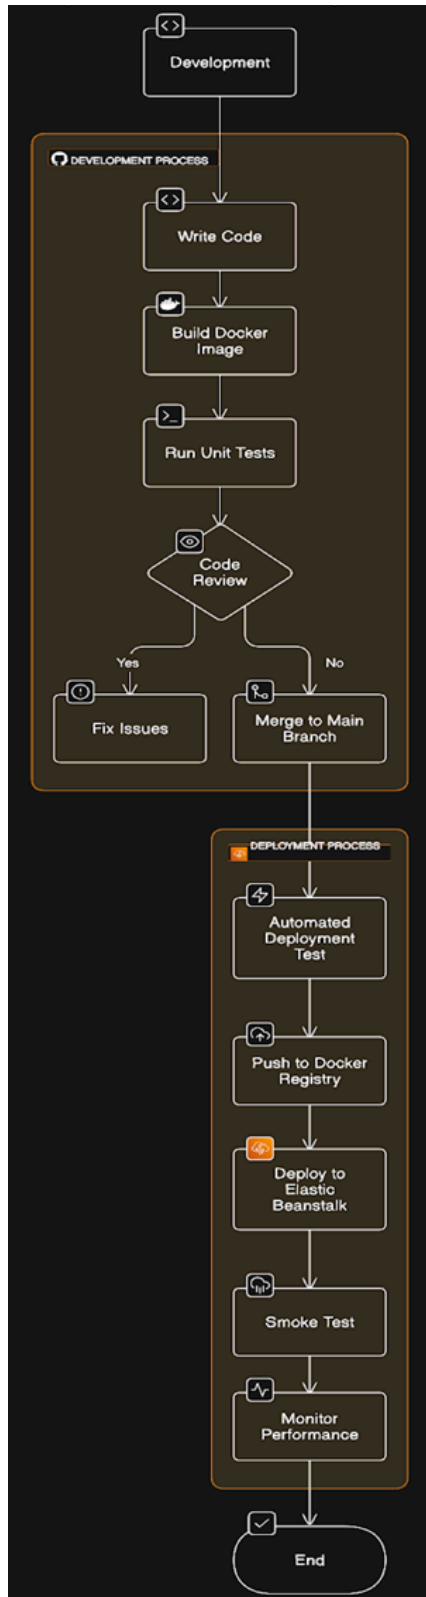 Development
DEVELOPMENT PROCESS
Write Code
Build Docker
Image
Run Unit Tests
Code
Review
Yes
No
Fix Issues
Merge to Main
Branch
DEPLOYMENT PROCESS
Automated
Deployment
Test
Push to Docker
Registry
Deploy to
Elastic
Beanstalk
Smoke Test
Monitor
Performance
End